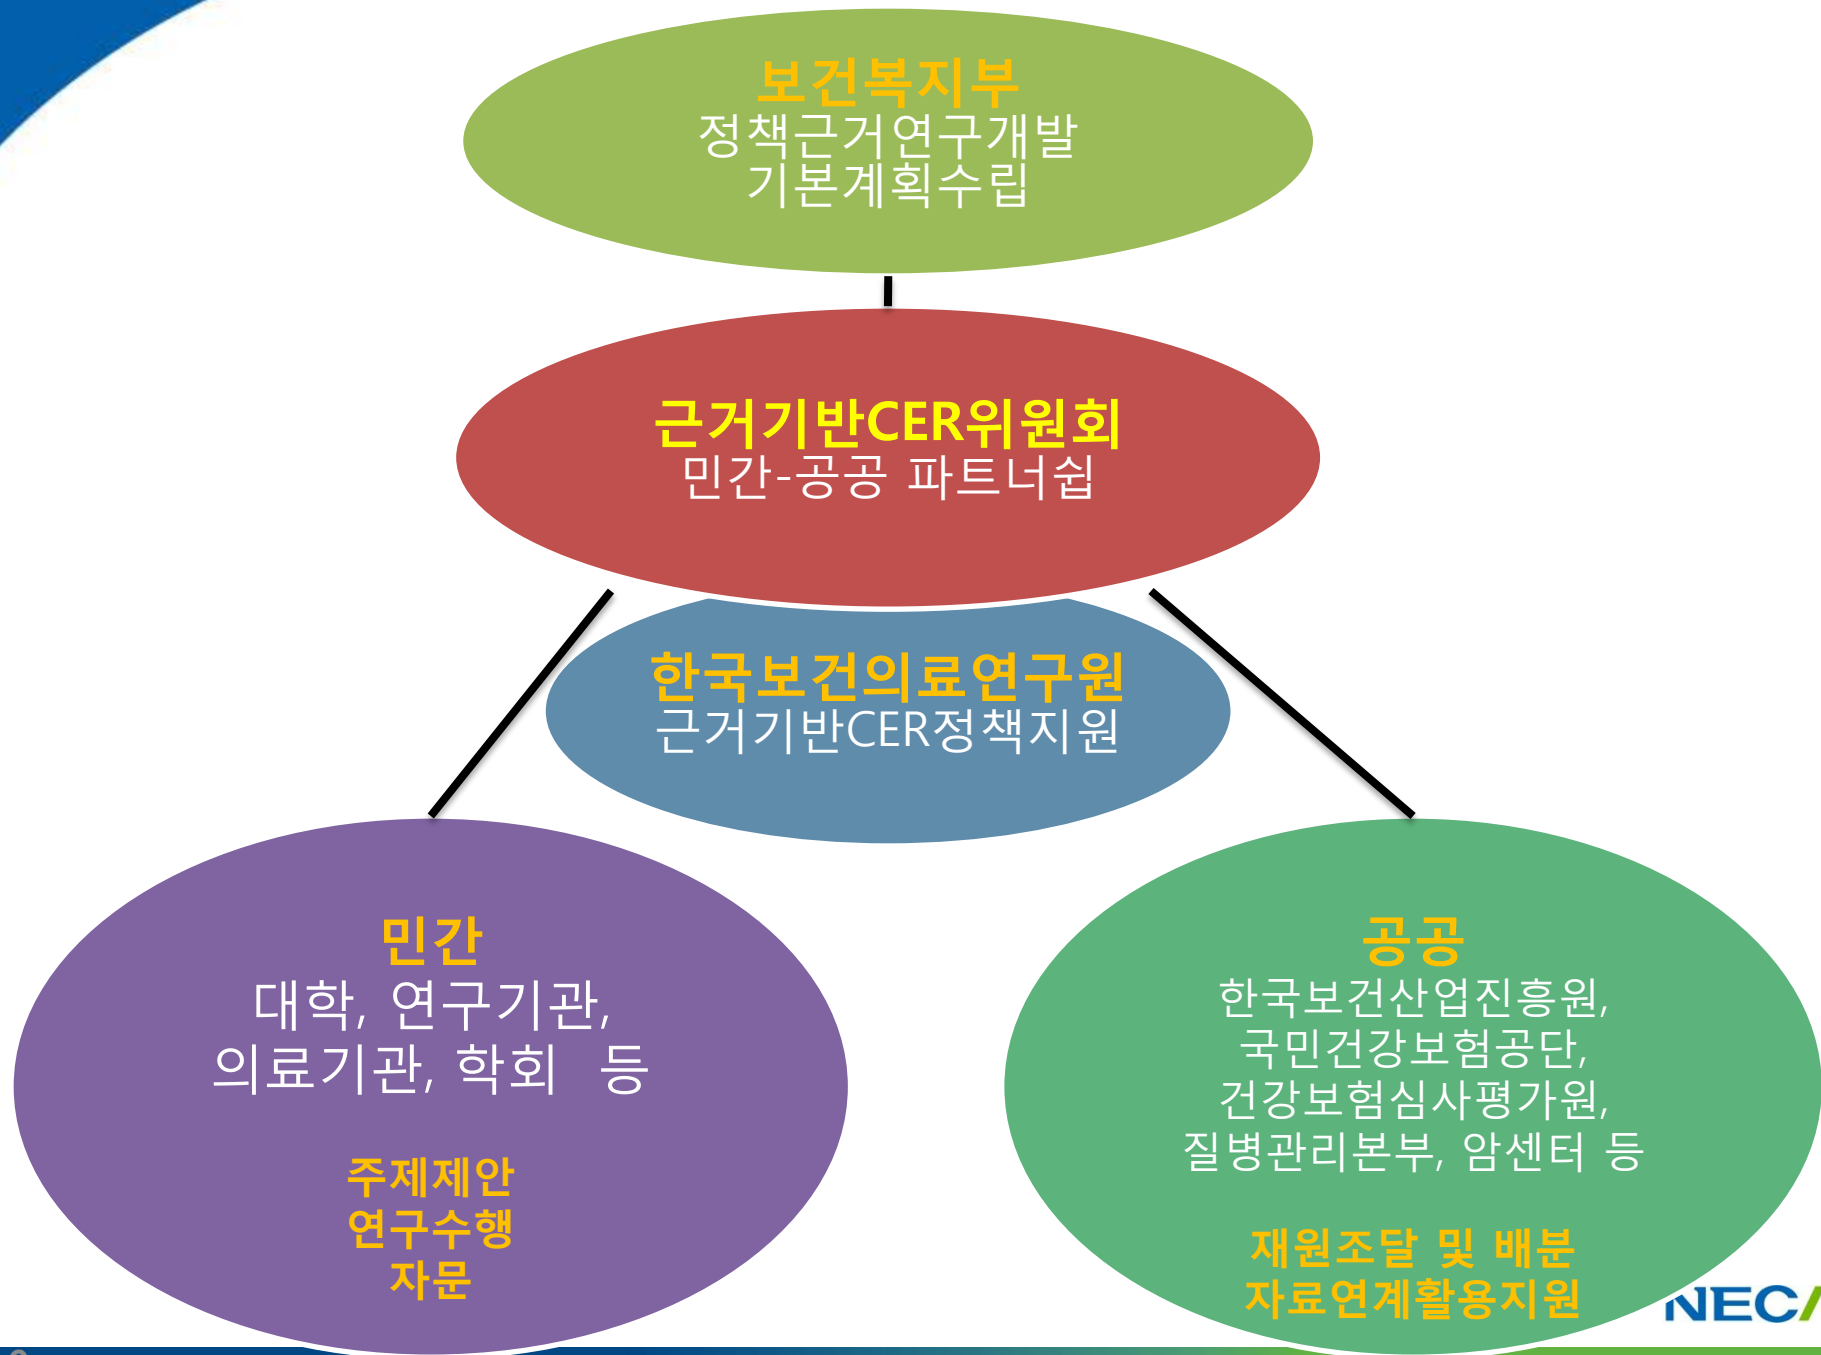 보건복지부
정책근거연구개발
기본계획수립
근거기반CER위원회
민간-공공 파트너쉽
한국보건의료연구원
근거기반CER정책지원
민간
대학, 연구기관,
의료기관, 학회 등
주제제안
연구수행
자문
공공
한국보건산업진흥원,
국민건강보험공단,
건강보험심사평가원,
질병관리본부, 암센터 등
재원조달 및 배분
자료연계활용지원